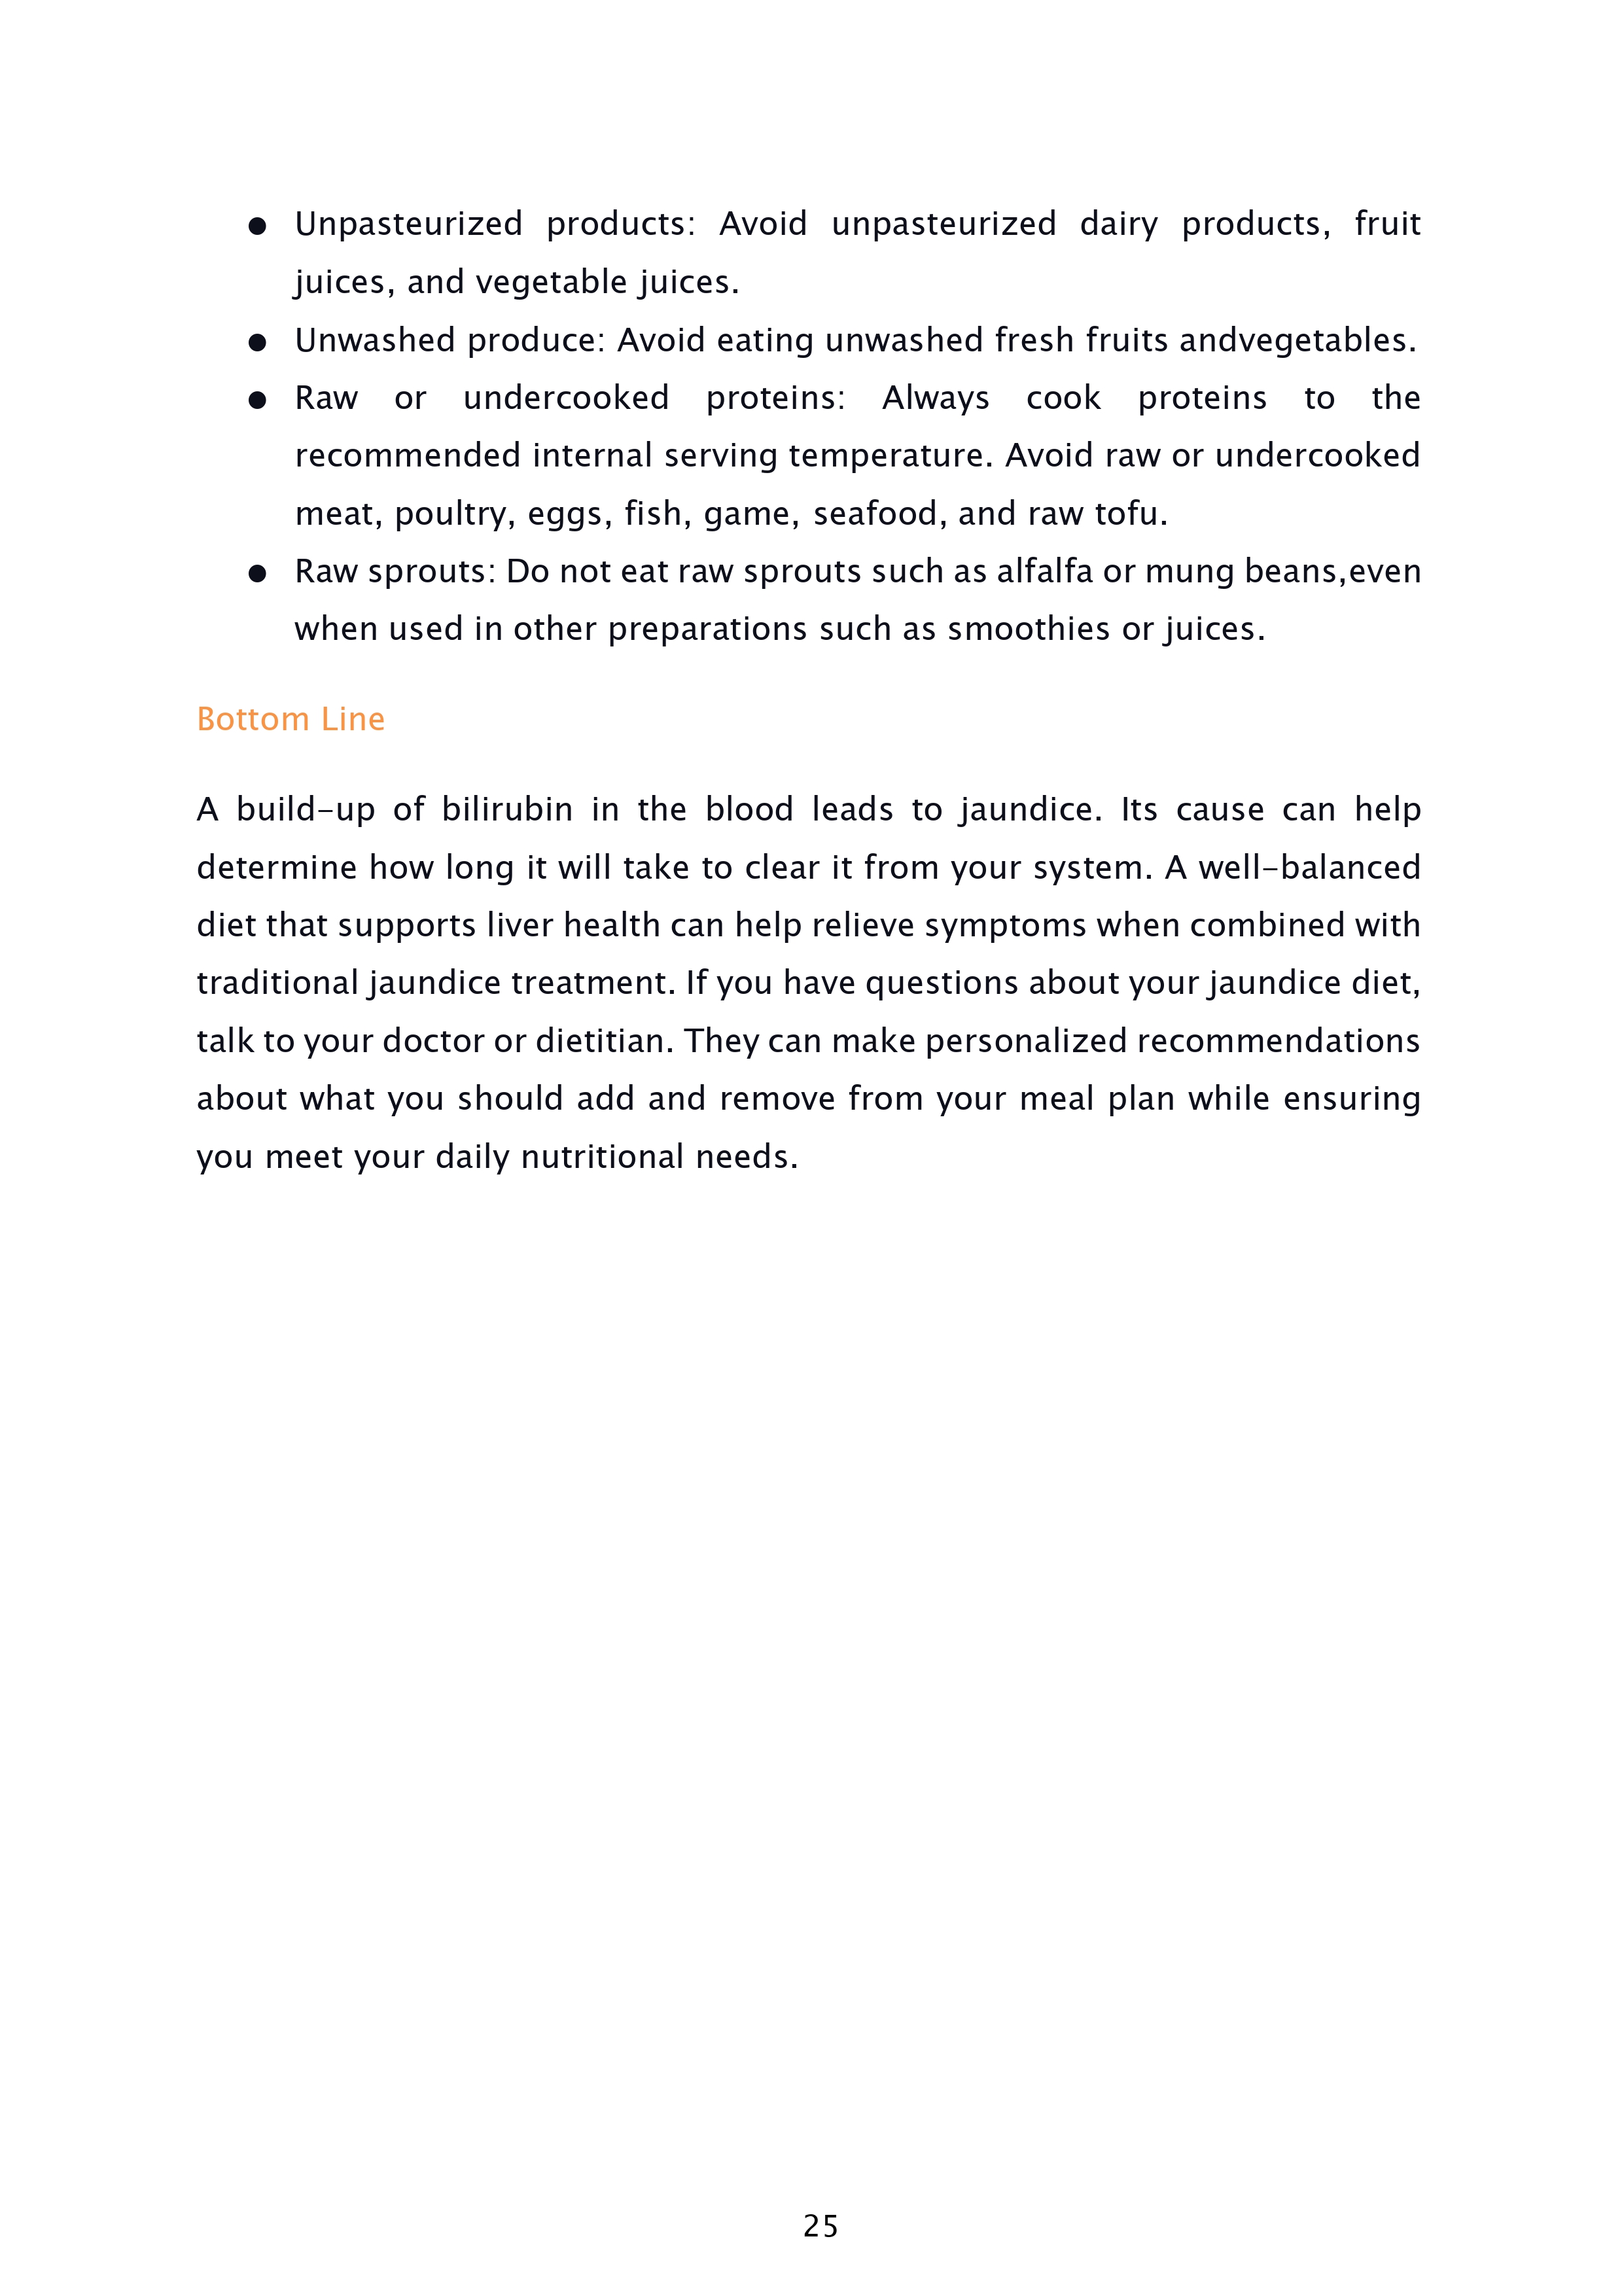 ● Unpasteurized products: Avoid unpasteurized dairy products, fruit
juices, and vegetable juices.
● Unwashed produce: Avoid eating unwashed fresh fruits andvegetables.
● Raw or undercooked proteins: Always cook proteins to the
recommended internal serving temperature. Avoid raw or undercooked
meat, poultry, eggs, fish, game, seafood, and raw tofu.
● Raw sprouts: Do not eat raw sprouts such as alfalfa or mung beans,even
when used in other preparations such as smoothies or juices.
Bottom Line
A build-up of bilirubin in the blood leads to jaundice. Its cause can help
determine how long it will take to clear it from your system. A well-balanced
diet that supports liver health can help relieve symptoms when combined with
traditional jaundice treatment. If you have questions about your jaundice diet,
talk to your doctor or dietitian. They can make personalized recommendations
about what you should add and remove from your meal plan while ensuring
you meet your daily nutritional needs.
25